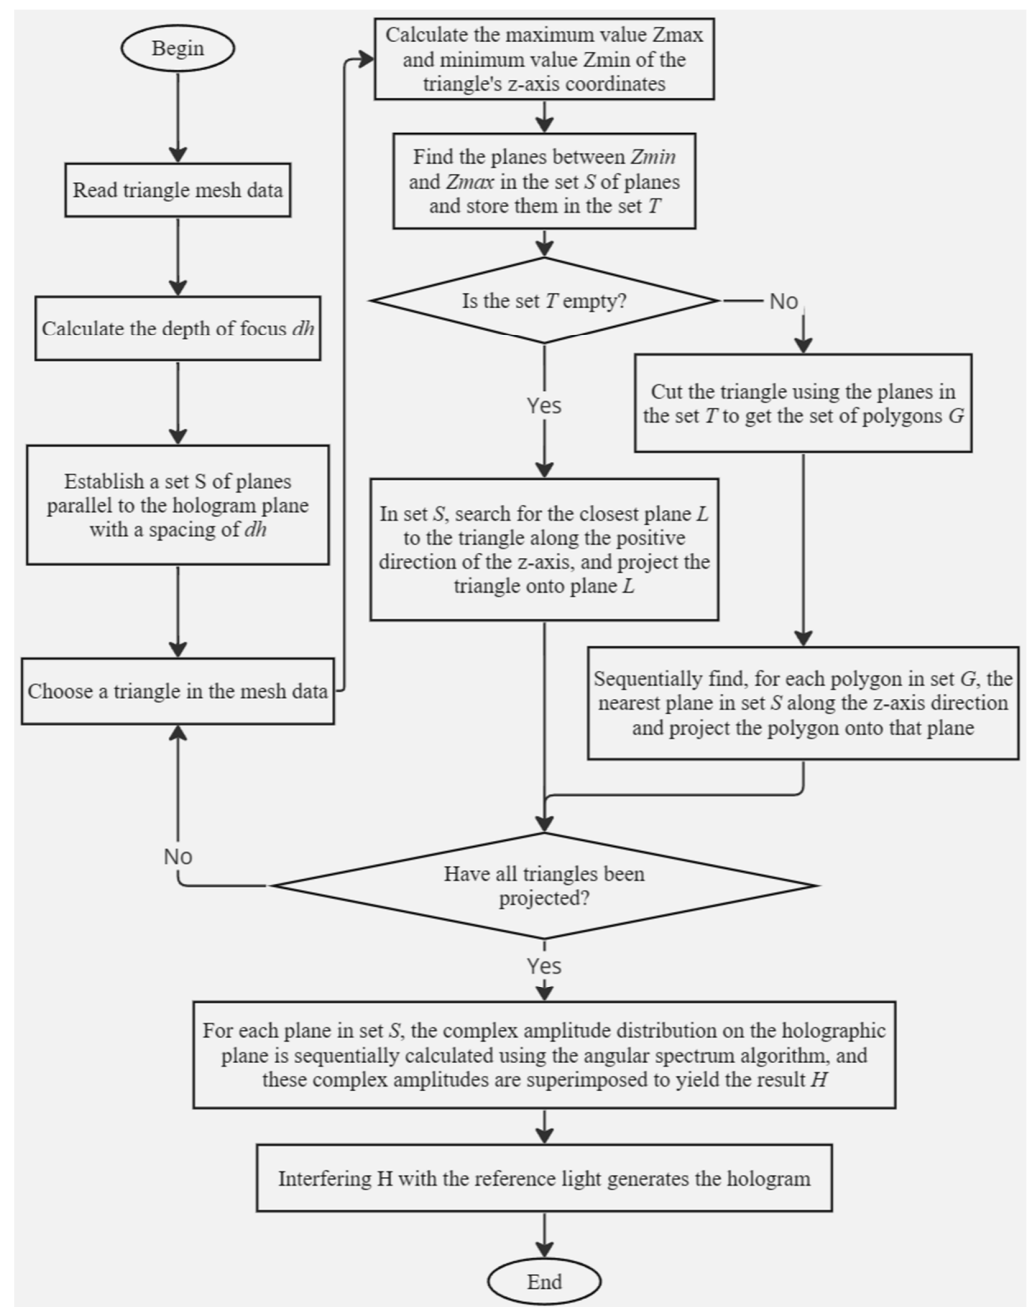 Begin
Read triangle mesh data
Calculate the depth of focus dh
Establish a set S of planes
parallel to the hologram plane
with a spacing of dh
Choose a triangle in the mesh data
Calculate the maximum value Zmax
and minimum value Zmin of the
triangle's z-axis coordinates
Find the planes between Zmin
and Zmax in the set S of planes
and store them in the set T
Is the set T empty?
No
Yes
Cut the triangle using the planes in
the set T to get the set of polygons G
In set S, search for the closest plane L
to the triangle along the positive
direction of the z-axis, and project the
triangle onto plane L
Sequentially find, for each polygon in set G, the
nearest plane in set S along the z-axis direction
and project the polygon onto that plane
Have all triangles been
projected?
No
Yes
For each plane in set S, the complex amplitude distribution on the holographic
plane is sequentially calculated using the angular spectrum algorithm, and
these complex amplitudes are superimposed to yield the result H
Interfering H with the reference light generates the hologram
End